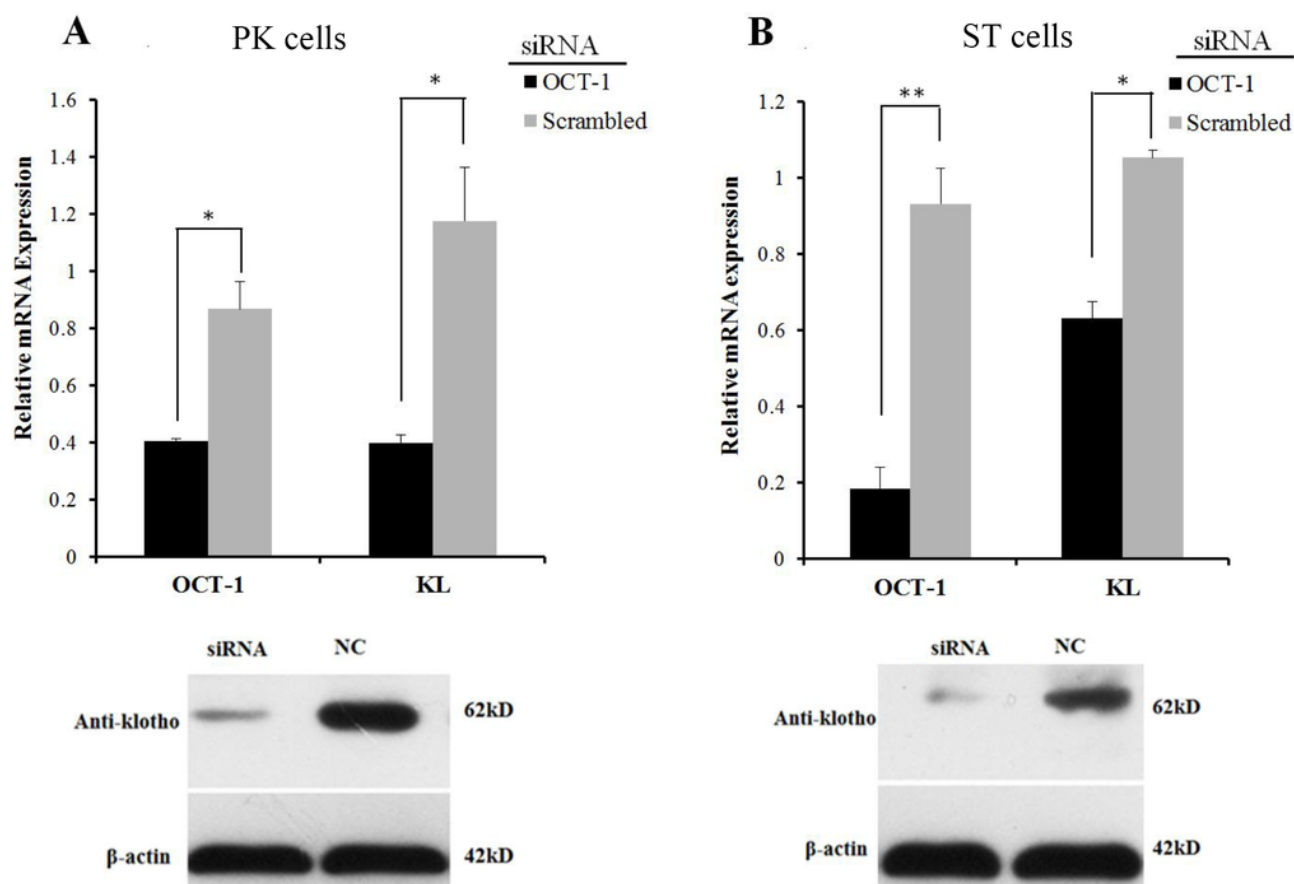 A
PK cells
siRNA
OCT-1
Scrambled
*
*
1.6
1.4
1.2
1
0.8
0.6
0.4
0.2
0
Relative mRNA Expression
OCT-1 KL
siRNA NC
Anti-klotho 62kD
β-actin 42kD
B
ST cells
siRNA
OCT-1
Scrambled
**
*
1.2
1
0.8
0.6
0.4
0.2
0
Relative mRNA expression
OCT-1 KL
siRNA NC
Anti-klotho 62kD
β-actin 42kD